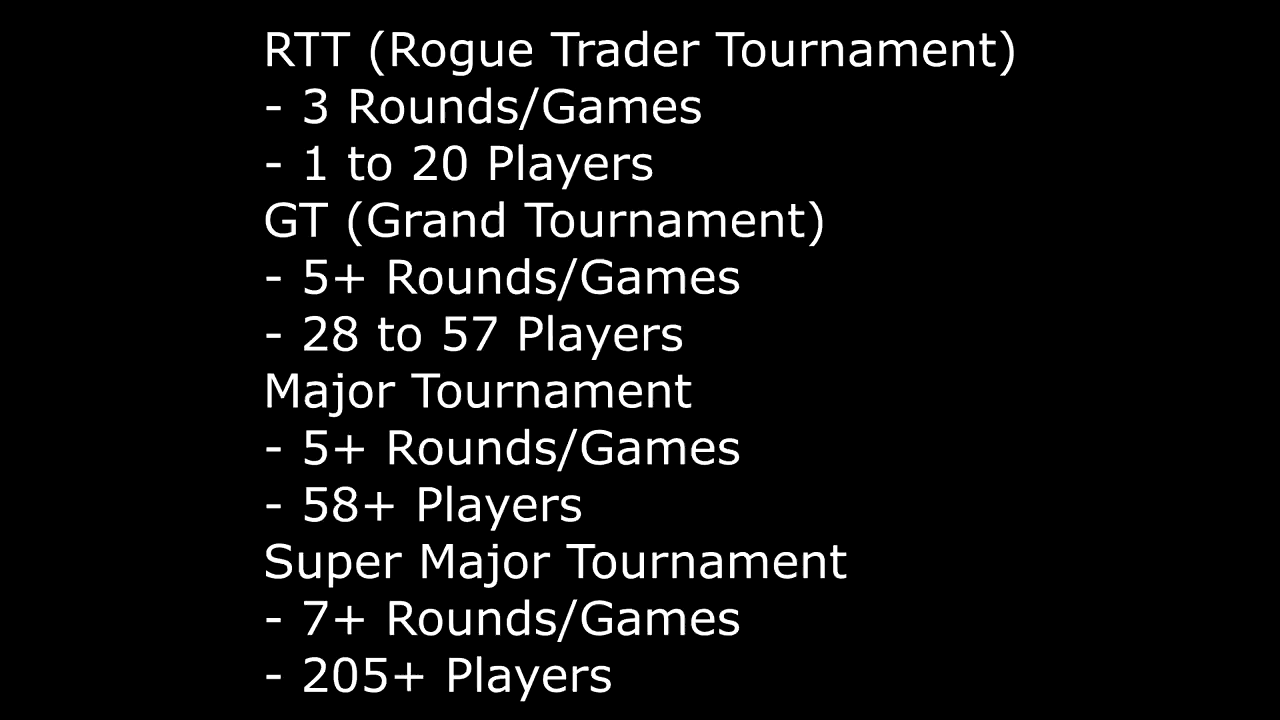 RTT (Rogue Trader Tournament)
- 3 Rounds/Games
- 1 to 20 Players
GT (Grand Tournament)
- 5+ Rounds/Games
- 28 to 57 Players
Major Tournament
- 5+ Rounds/Games
- 58+ Players
Super Major Tournament
- 7+ Rounds/Games
- 205+ Players